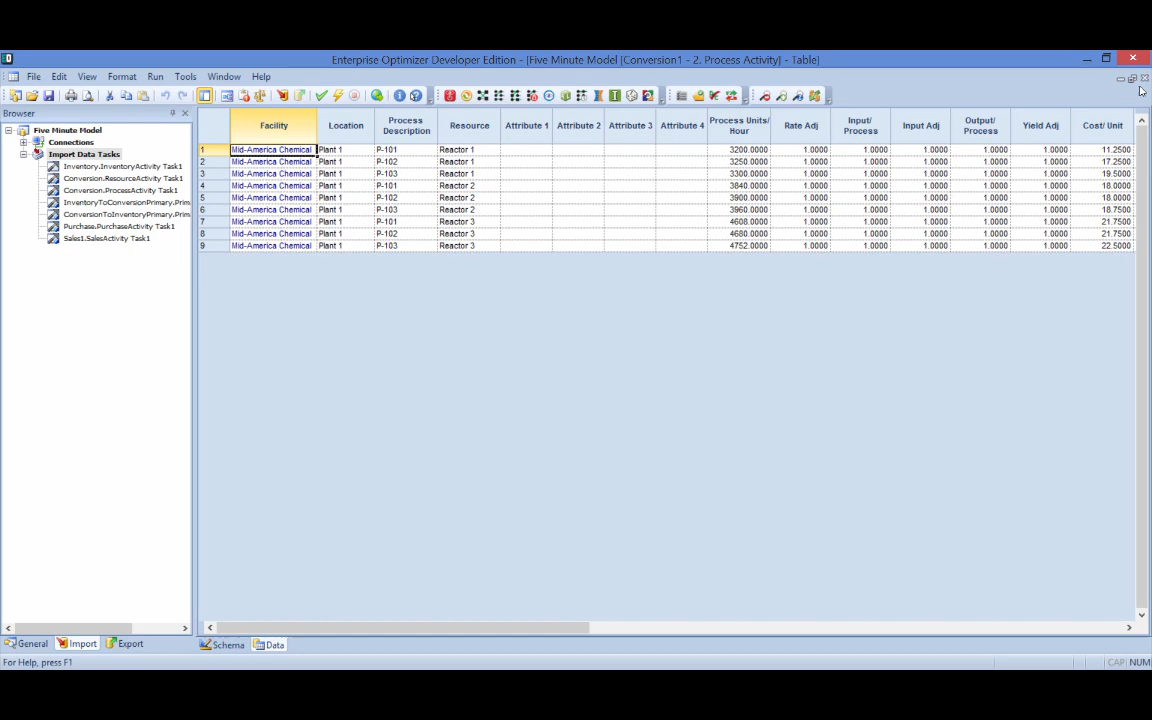 Enterprise Optimizer Developer Edition - [Five Minute Model [Conversion1 - 2. Process Activity] - Table]
File Edit View Format Run Tools Window Help
Browser
Five Minute Model
Connections
Import Data Tasks
Inventory.InventoryActivity Task1
Conversion.ResourceActivity Task1
Conversion.ProcessActivity Task1
InventoryToConversionPrimary.Prim
ConversionToInventoryPrimary.Prim
Purchase.PurchaseActivity Task1
Sales1.SalesActivity Task1
Facility Location Process Description Resource Attribute 1 Attribute 2 Attribute 3 Attribute 4 Process Units/ Hour Rate Adj Input/ Process Input Adj Output/ Process Yield Adj Cost/ Unit
1 Mid-America Chemical Plant 1 P-101 Reactor 1 3200.0000 1.0000 1.0000 1.0000 1.0000 1.0000 11.2500
2 Mid-America Chemical Plant 1 P-102 Reactor 1 3250.0000 1.0000 1.0000 1.0000 1.0000 1.0000 17.2500
3 Mid-America Chemical Plant 1 P-103 Reactor 1 3300.0000 1.0000 1.0000 1.0000 1.0000 1.0000 19.5000
4 Mid-America Chemical Plant 1 P-101 Reactor 2 3840.0000 1.0000 1.0000 1.0000 1.0000 1.0000 18.0000
5 Mid-America Chemical Plant 1 P-102 Reactor 2 3900.0000 1.0000 1.0000 1.0000 1.0000 1.0000 18.0000
6 Mid-America Chemical Plant 1 P-103 Reactor 2 3960.0000 1.0000 1.0000 1.0000 1.0000 1.0000 18.7500
7 Mid-America Chemical Plant 1 P-101 Reactor 3 4608.0000 1.0000 1.0000 1.0000 1.0000 1.0000 21.7500
8 Mid-America Chemical Plant 1 P-102 Reactor 3 4680.0000 1.0000 1.0000 1.0000 1.0000 1.0000 21.7500
9 Mid-America Chemical Plant 1 P-103 Reactor 3 4752.0000 1.0000 1.0000 1.0000 1.0000 1.0000 22.5000
General Import Export
Schema Data
For Help, press F1
CAP NUM